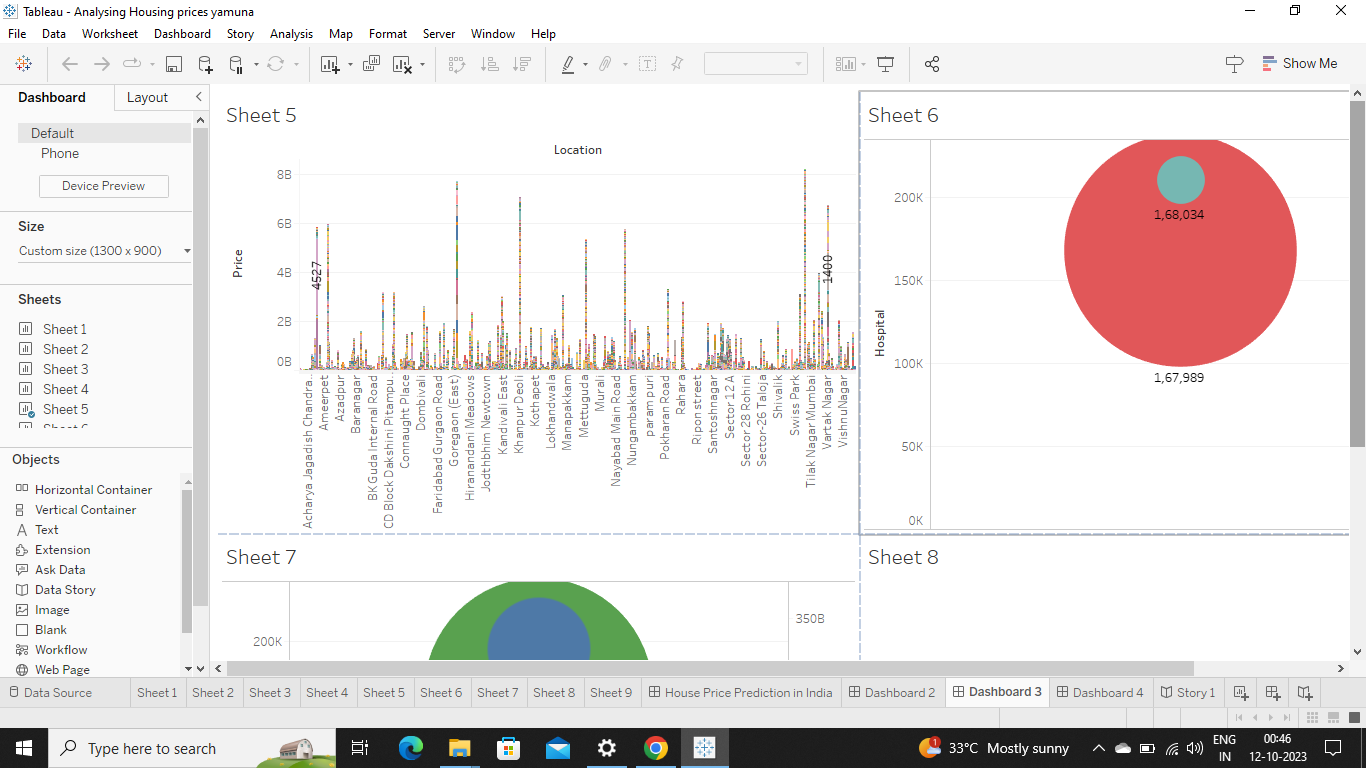 Tableau - Analysing Housing prices yamuna
File Data Worksheet Dashboard Story Analysis Map Format Server Window Help
Show Me
Dashboard Layout
Default
Phone
Device Preview
Size
Custom size (1300 x 900)
Sheets
Sheet 1
Sheet 2
Sheet 3
Sheet 4
Sheet 5
Objects
Horizontal Container
Vertical Container
Text
Extension
Ask Data
Data Story
Image
Blank
Workflow
Web Page
Sheet 5
Location
Price
8B
6B
4B
2B
0B
4527
1400
Acharya Jagadish Chandra..
Ameerpet
Azadpur
Baranagar
BK Guda Internal Road
CD Block Dakshini Pitampu..
Connaught Place
Dombivali
Faridabad Gurgaon Road
Goregaon (East)
Hiranandani Meadows
Jodthbhim Newtown
Kandivali East
Khanpur Deoli
Kothapet
Lokhandwala
Manapakkam
Mettuguda
Murali
Nayabad Main Road
Nungambakkam
param puri
Pokharan Road
Rahara
Ripon street
Santoshnagar
Sector 12 A
Sector 28 Rohini
Sector-26 Taloja
Shivalik
Swiss Park
Tilak Nagar Mumbai
Vartak Nagar
VishnuNagar
Sheet 6
Hospital
200K
150K
100K
50K
0K
1,68,034
1,67,989
Sheet 7
200K
350B
Sheet 8
Data Source Sheet 1 Sheet 2 Sheet 3 Sheet 4 Sheet 5 Sheet 6 Sheet 7 Sheet 8 Sheet 9 House Price Prediction in India Dashboard 2 Dashboard 3 Dashboard 4 Story 1
Type here to search
33°C Mostly sunny
ENG
IN
00:46
12-10-2023